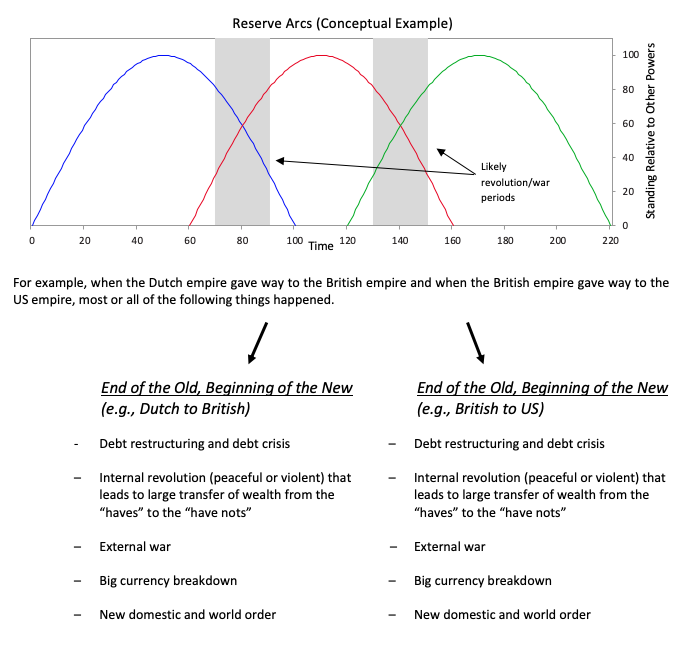 Reserve Arcs (Conceptual Example)
100
80
60
40
20
0
Standing Relative to Other Powers
Likely
revolution/war
periods
0 20 40 60 80 100 120 140 160 180 200 220
Time
For example, when the Dutch empire gave way to the British empire and when the British empire gave way to the
US empire, most or all of the following things happened.
End of the Old, Beginning of the New
(e.g., Dutch to British)
- Debt restructuring and debt crisis
– Internal revolution (peaceful or violent) that
leads to large transfer of wealth from the
“haves” to the “have nots”
– External war
– Big currency breakdown
– New domestic and world order
End of the Old, Beginning of the New
(e.g., British to US)
– Debt restructuring and debt crisis
– Internal revolution (peaceful or violent) that
leads to large transfer of wealth from the
“haves” to the “have nots”
– External war
– Big currency breakdown
– New domestic and world order